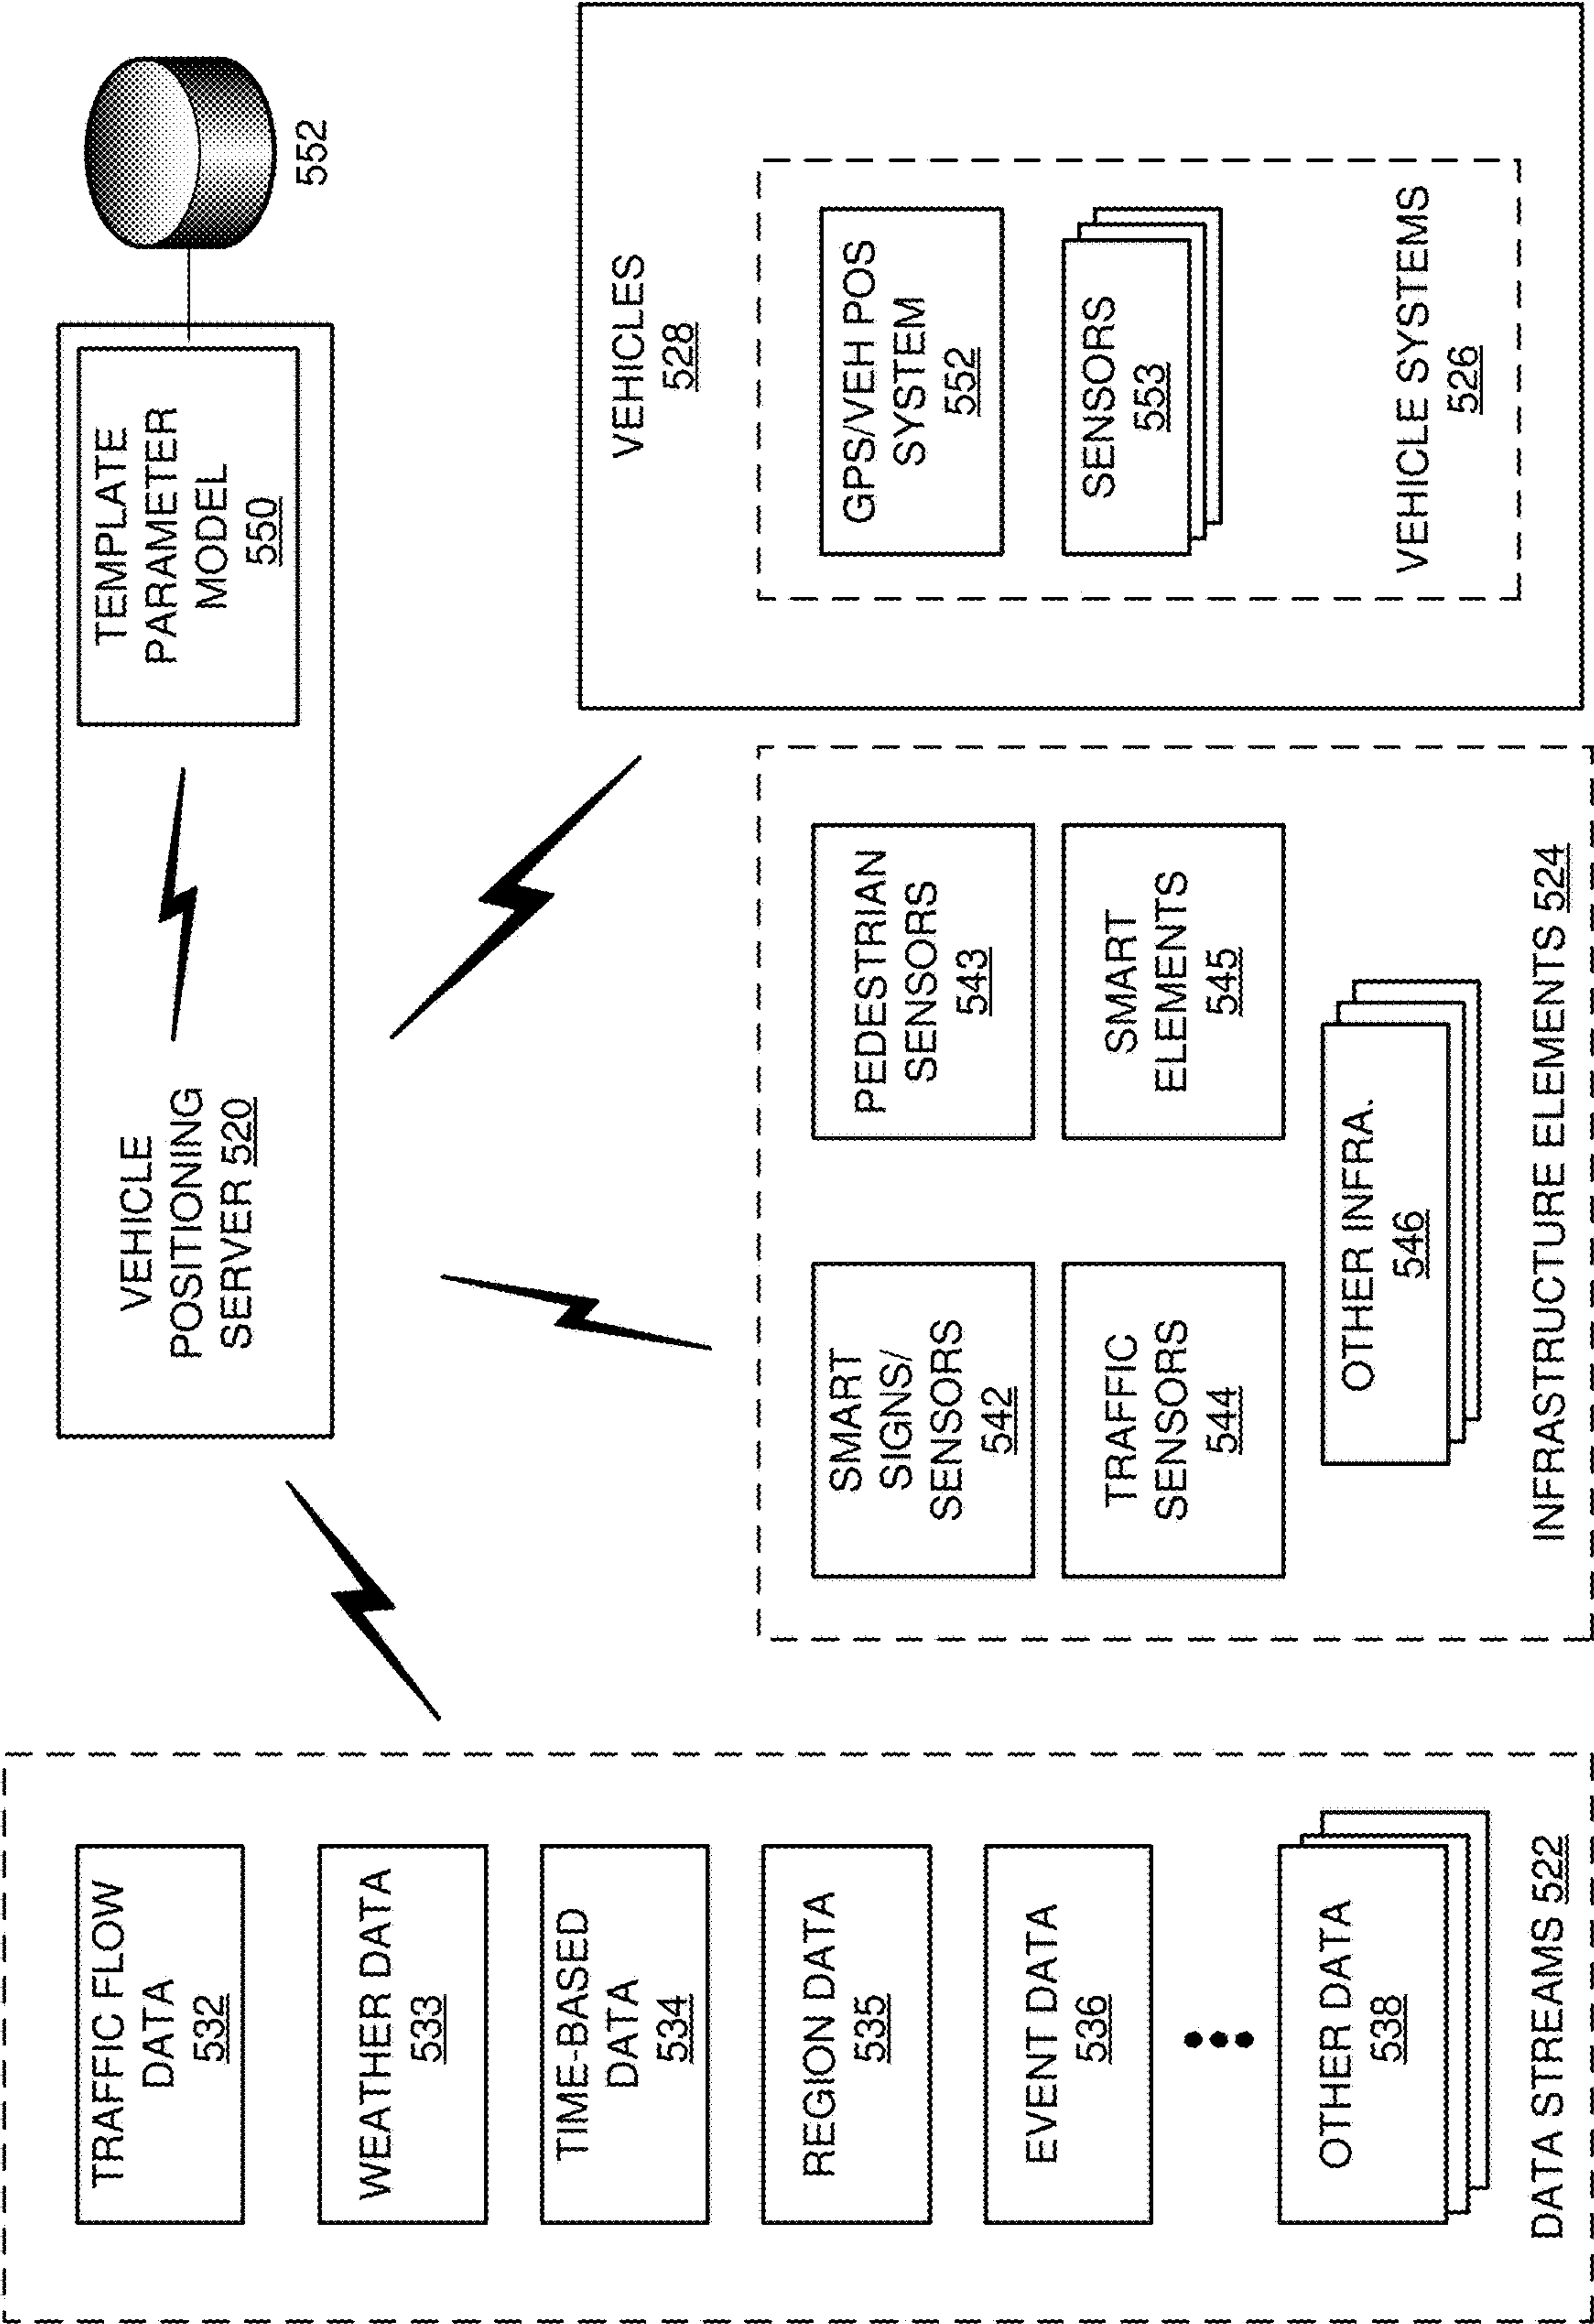 VEHICLE
POSITIONING
SERVER 520
TEMPLATE
PARAMETER
MODEL
550
552
TRAFFIC FLOW
DATA
532
WEATHER DATA
533
TIME-BASED
DATA
534
REGION DATA
535
EVENT DATA
536
OTHER DATA
538
DATA STREAMS 522
SMART
SIGNS/
SENSORS
542
PEDESTRIAN
SENSORS
543
TRAFFIC
SENSORS
544
SMART
ELEMENTS
545
OTHER INFRA.
546
INFRASTRUCTURE ELEMENTS 524
VEHICLES
528
GPS/VEH POS
SYSTEM
552
SENSORS
553
VEHICLE SYSTEMS
526